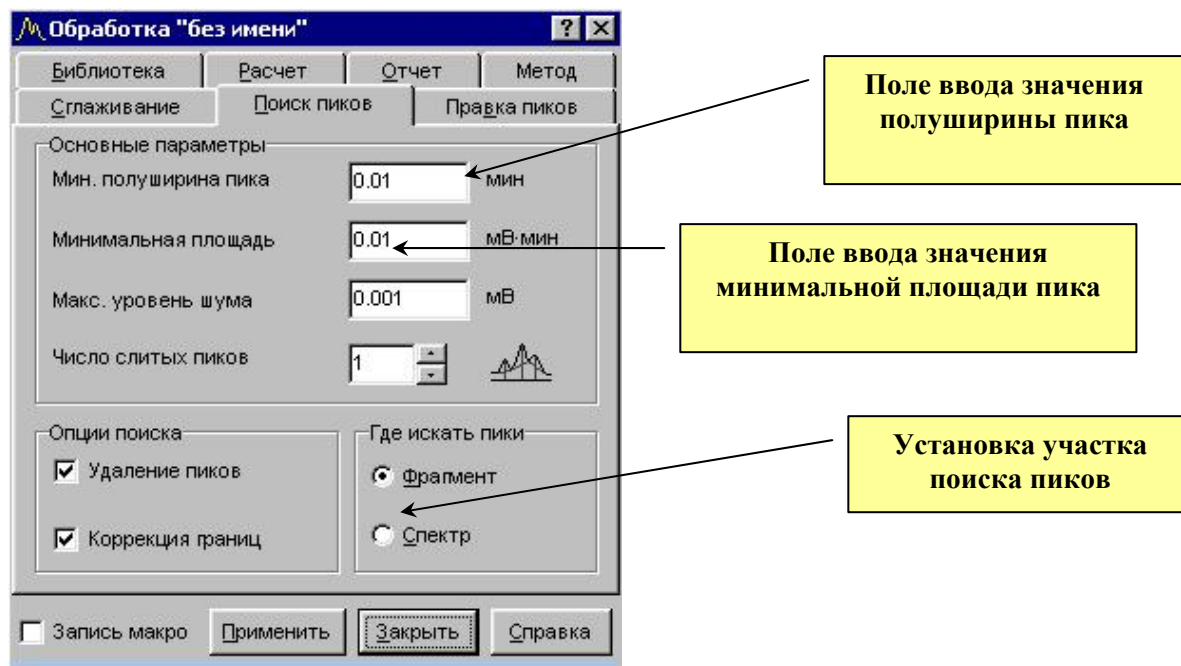 Обработка "без имени"
Библиотека Расчет Отчет Метод
Сглаживание Поиск пиков Правка пиков
Основные параметры
Мин. полуширина пика 0.01 мин
Минимальная площадь 0.01 мВ·мин
Макс. уровень шума 0.001 мВ
Число слитых пиков 1
Опции поиска
Удаление пиков
Коррекция границ
Где искать пики
Фрагмент
Спектр
Запись макро Применить Закрыть Справка
Поле ввода значения
полуширины пика
Поле ввода значения
минимальной площади пика
Установка участка
поиска пиков